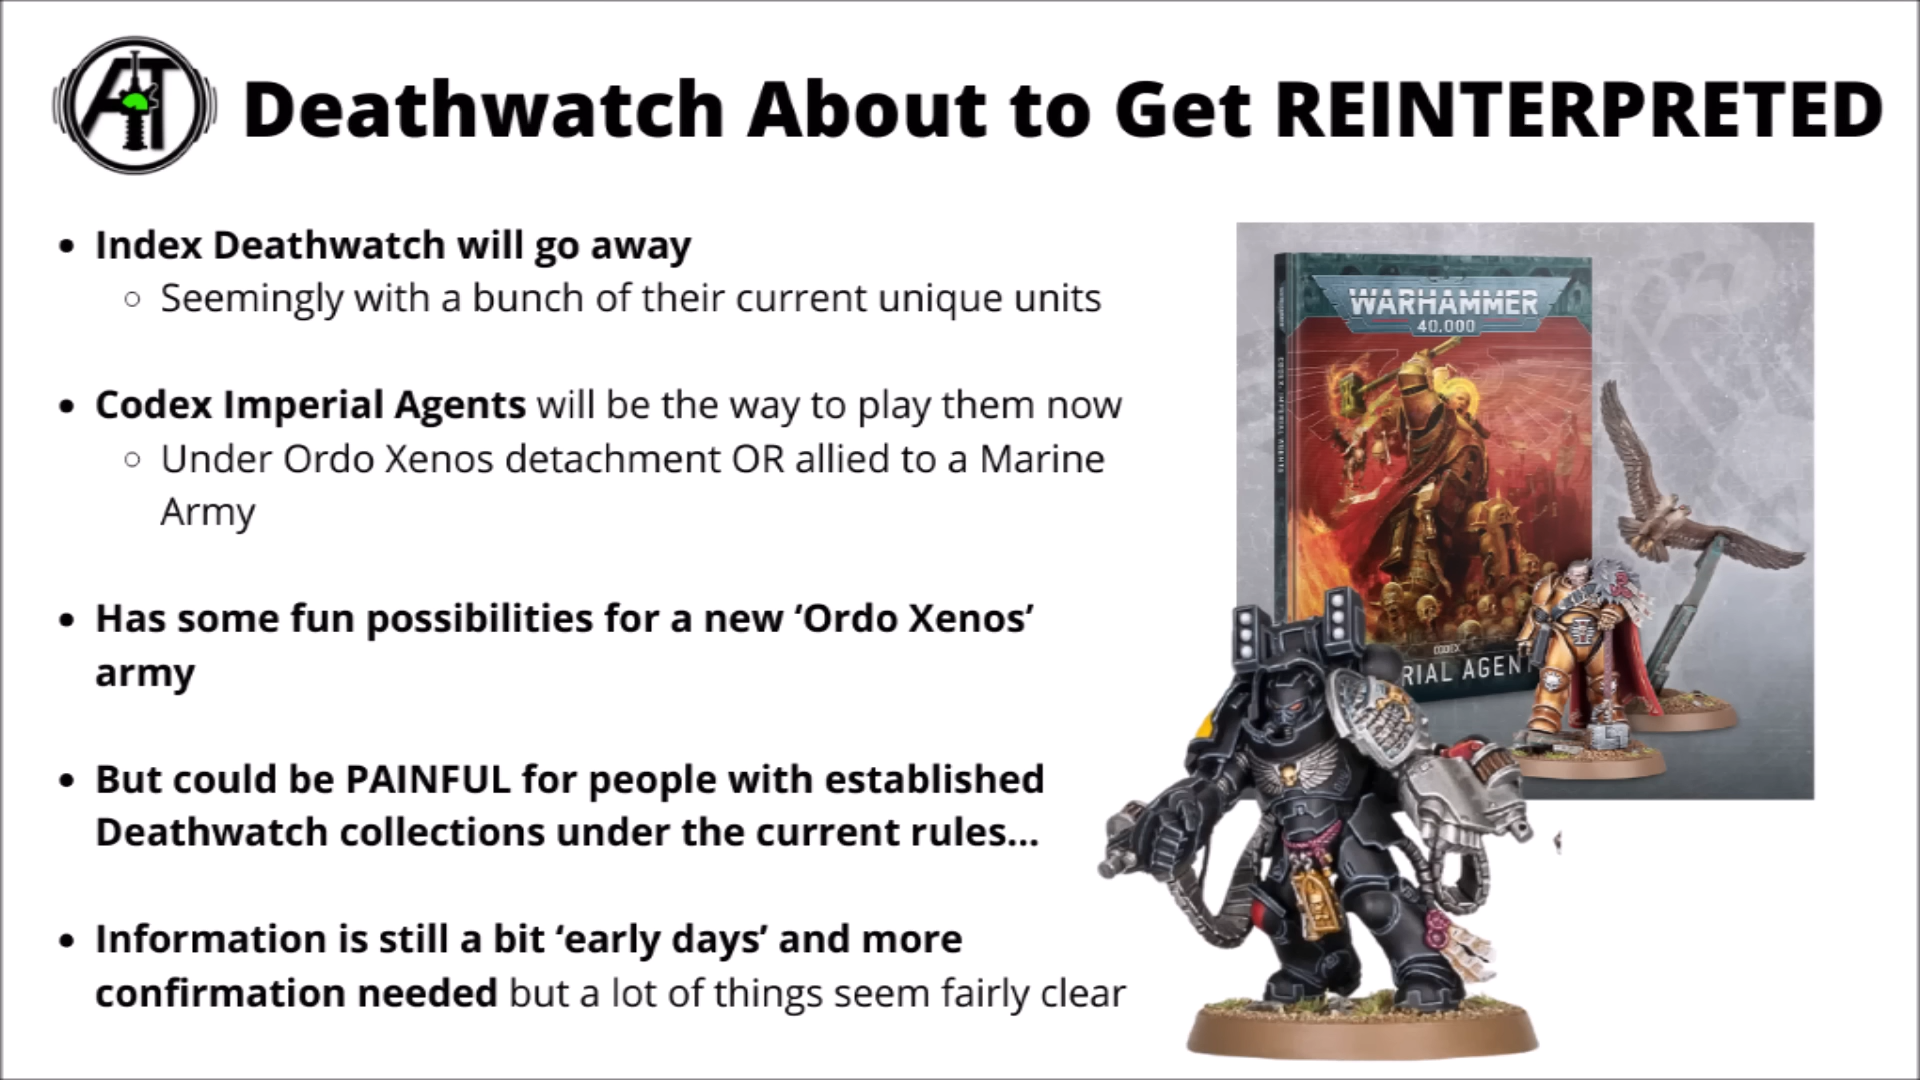 AT
Deathwatch About to Get REINTERPRETED
• Index Deathwatch will go away
○ Seemingly with a bunch of their current unique units
• Codex Imperial Agents will be the way to play them now
○ Under Ordo Xenos detachment OR allied to a Marine
Army
• Has some fun possibilities for a new ‘Ordo Xenos’
army
• But could be PAINFUL for people with established
Deathwatch collections under the current rules...
• Information is still a bit ‘early days’ and more
confirmation needed but a lot of things seem fairly clear
WARHAMMER
40,000
CODEX
RIAL AGENT